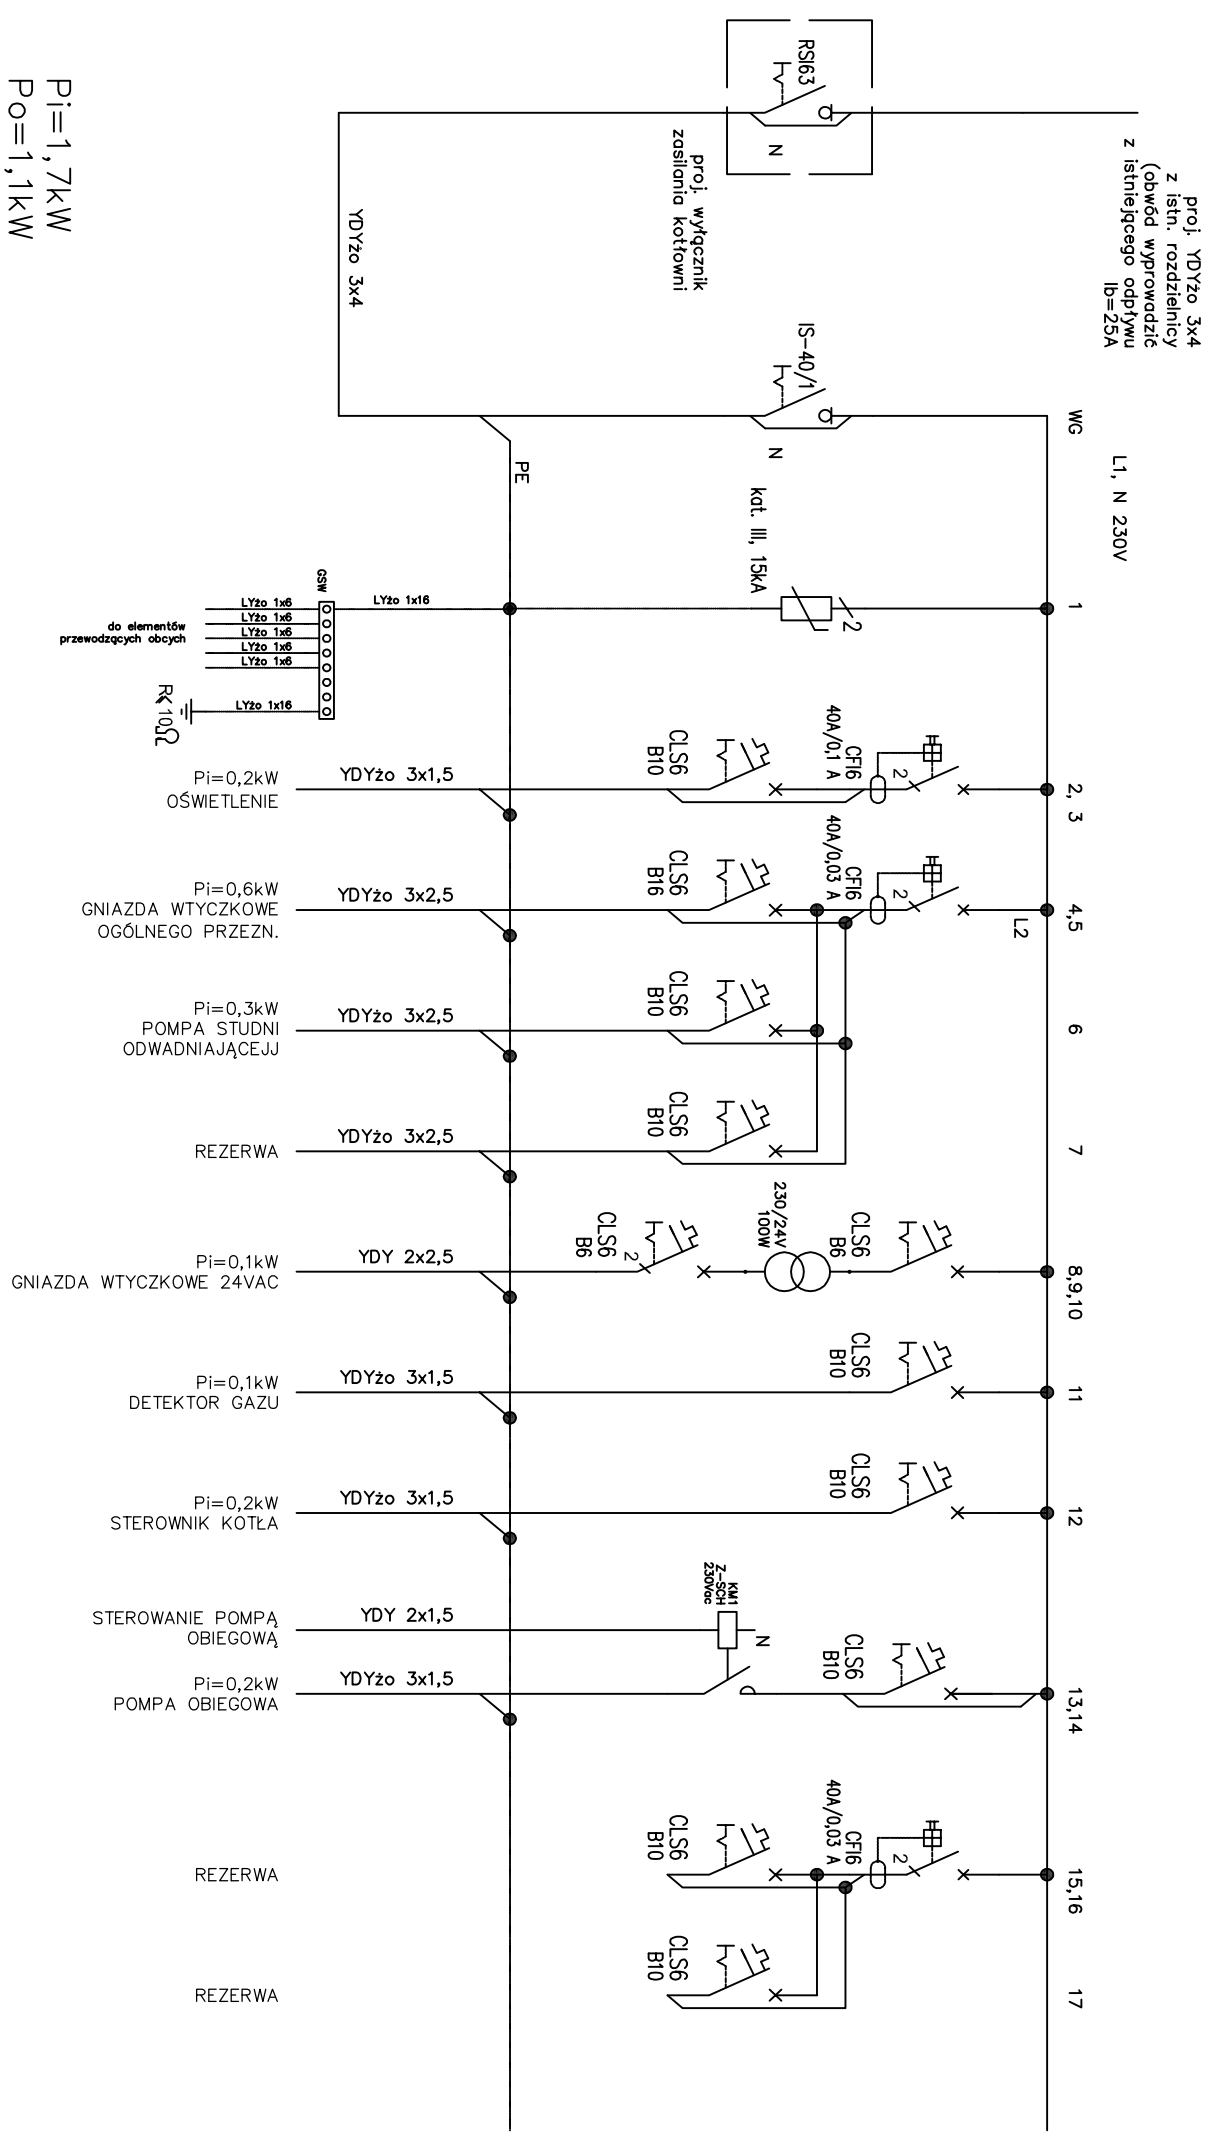 proj. YDYżo 3x4
z istn. rozdzielnicy
(obwód wyprowadzić
z istniejącego odpływu
Ib=25A
RSI63
N
proj. wyłącznik
zasilania kotłowni
YDYżo 3x4
Pi=1,7kW
Po=1,1kW
WG
L1, N 230V
IS-40/1
N
PE
1
kat. III, 15kA
2
LYżo 1x16
GSW
LYżo 1x6
LYżo 1x6
LYżo 1x6
LYżo 1x6
LYżo 1x6
do elementów
przewodzących obcych
LYżo 1x16
R<10Ω
2, 3
2
CFI6
40A/0,1 A
CLS6
B10
YDYżo 3x1,5
Pi=0,2kW
OŚWIETLENIE
4,5
L2
2
CFI6
40A/0,03 A
CLS6
B16
YDYżo 3x2,5
Pi=0,6kW
GNIAZDA WTYCZKOWE
OGÓLNEGO PRZEZN.
6
CLS6
B10
YDYżo 3x2,5
Pi=0,3kW
POMPA STUDNI
ODWADNIAJĄCEJJ
7
CLS6
B10
YDYżo 3x2,5
REZERWA
8,9,10
CLS6
B6
230/24V
100W
CLS6
B6
2
YDY 2x2,5
Pi=0,1kW
GNIAZDA WTYCZKOWE 24VAC
11
CLS6
B10
YDYżo 3x1,5
Pi=0,1kW
DETEKTOR GAZU
12
CLS6
B10
YDYżo 3x1,5
Pi=0,2kW
STEROWNIK KOTŁA
KM1
Z-SCH
230Vac
N
YDY 2x1,5
STEROWANIE POMPĄ
OBIEGOWĄ
13,14
CLS6
B10
YDYżo 3x1,5
Pi=0,2kW
POMPA OBIEGOWA
15,16
2
CFI6
40A/0,03 A
CLS6
B10
REZERWA
17
CLS6
B10
REZERWA